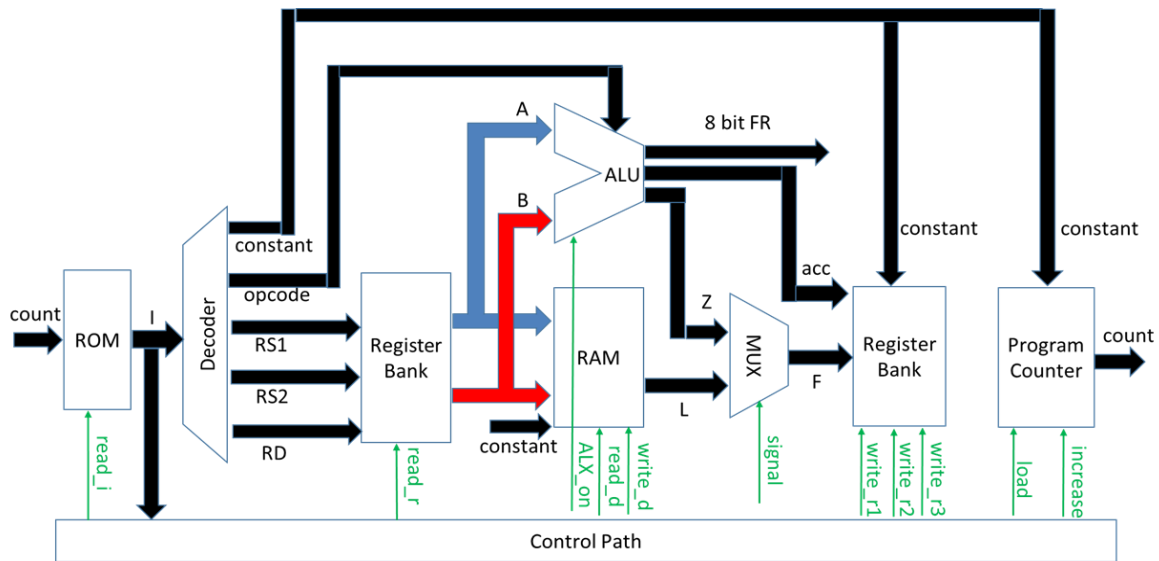 A
8 bit FR
ALU
B
constant
constant
constant
opcode
acc
count
I
ROM
Decoder
RS1
Register
Bank
RS2
RD
RAM
Z
MUX
L
F
Register
Bank
Program
Counter
count
constant
read_i
read_r
ALX_on
read_d
write_d
signal
write_r1
write_r2
write_r3
load
increase
Control Path